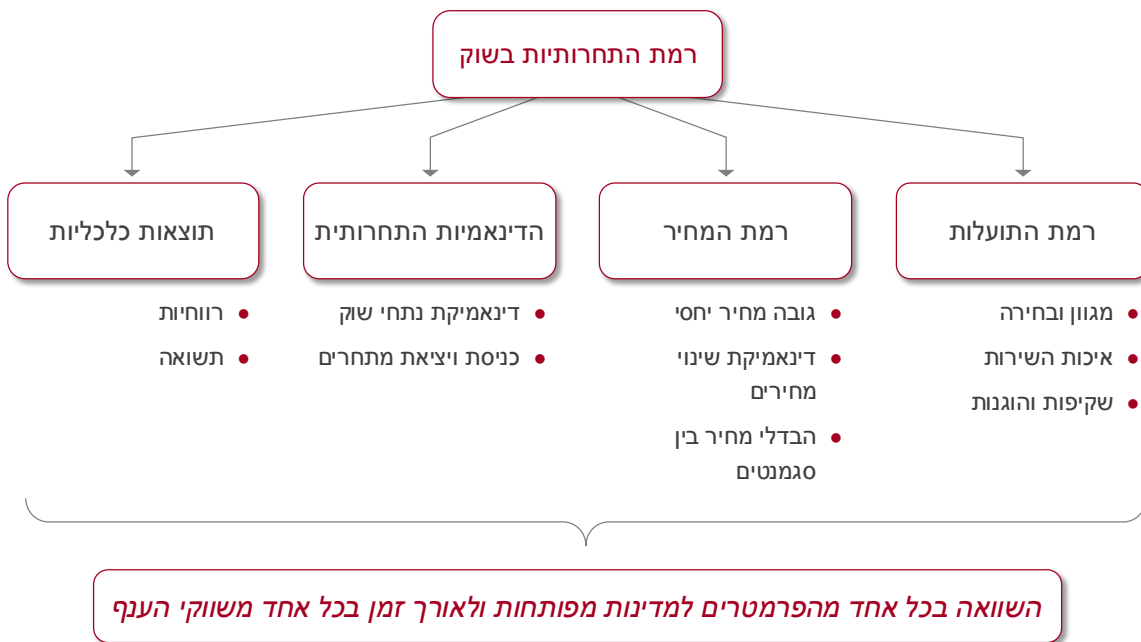 רמת התחרותיות בשוק
רמת התועלות
מגוון ובחירה
איכות השירות
שקיפות והוגנות
רמת המחיר
גובה מחיר יחסי
דינאמיקת שינוי
מחירים
הבדלי מחיר בין
סגמנטים
הדינאמיות התחרותית
דינאמיקת נתחי שוק
כניסת ויציאת מתחרים
תוצאות כלכליות
רווחיות
תשואה
השוואה בכל אחד מהפרמטרים למדינות מפותחות ולאורך זמן בכל אחד משווקי הענף